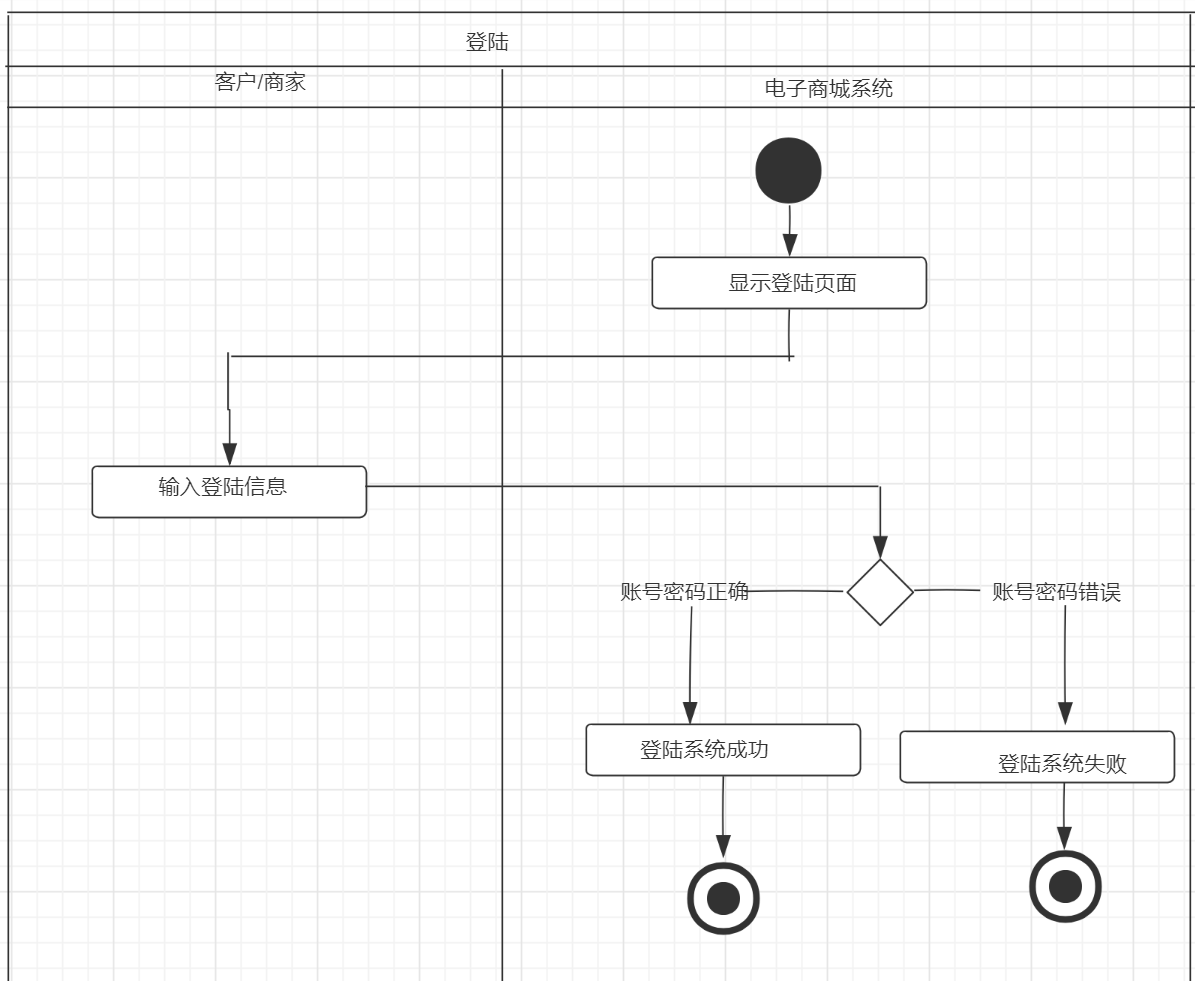 登陆
客户/商家
电子商城系统
显示登陆页面
输入登陆信息
账号密码正确
账号密码错误
登陆系统成功
登陆系统失败